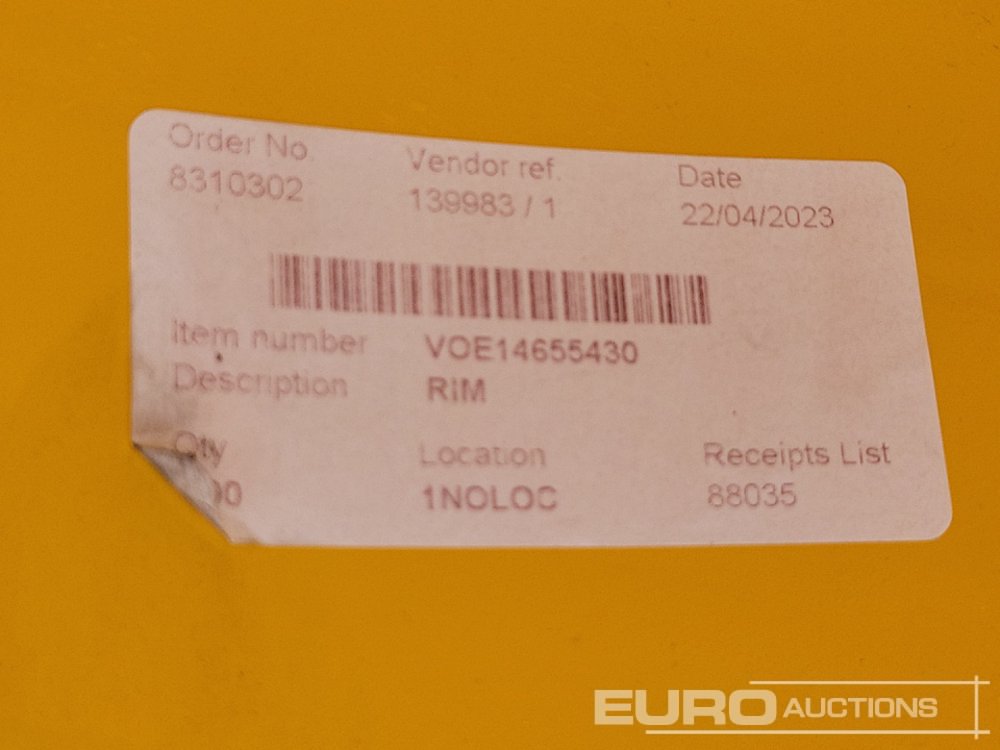 Order No. Vendor ref. Date
8310302 139983 / 1 22/04/2023
Item number VOE14655430
Description RIM
Qty Location Receipts List
1NOLOC 88035
EURO AUCTIONS